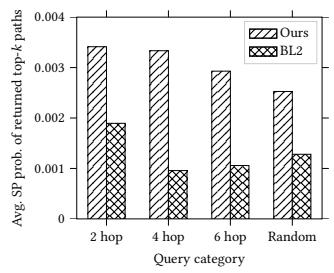 Avg. SP prob. of returned top-k paths
0.004
0.003
0.002
0.001
0
Ours
BL2
2 hop 4 hop 6 hop Random
Query category